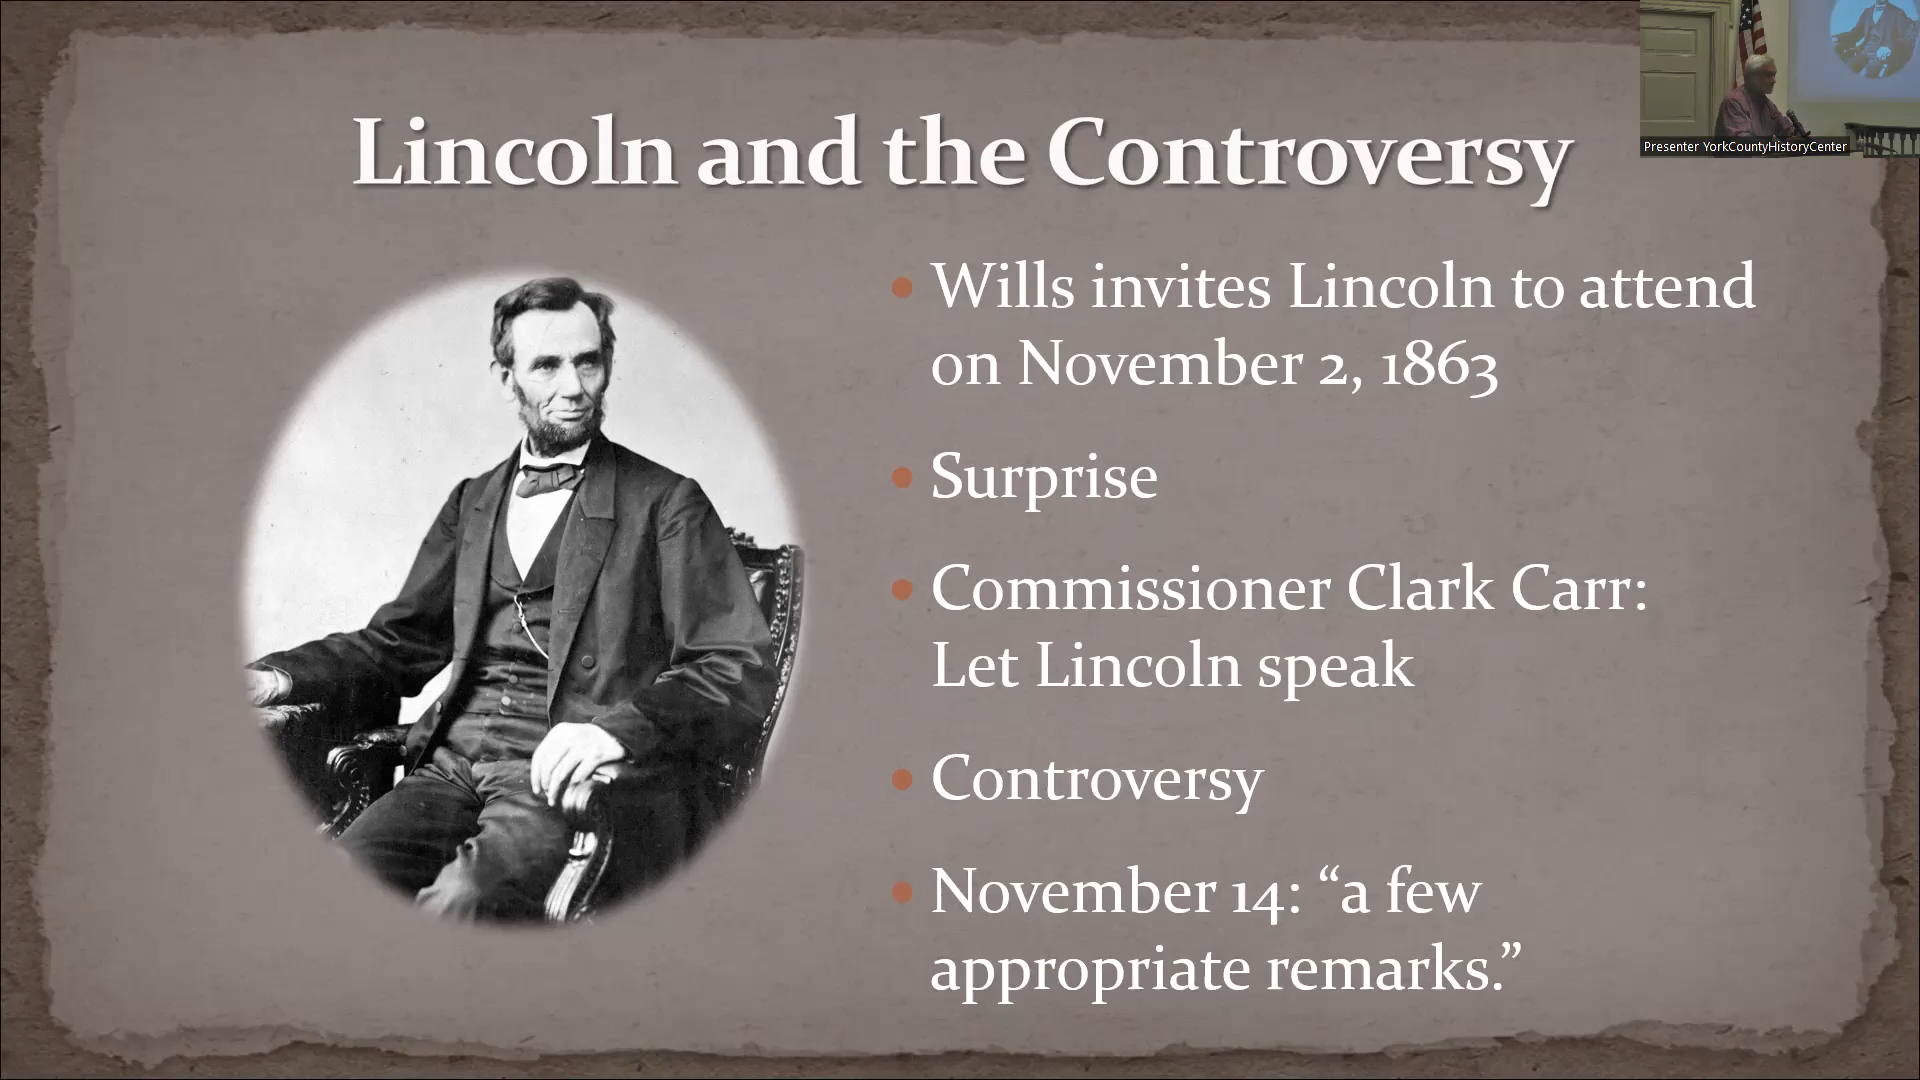 Presenter YorkCountyHistoryCenter
Lincoln and the Controversy
• Wills invites Lincoln to attend
on November 2, 1863
• Surprise
• Commissioner Clark Carr:
Let Lincoln speak
• Controversy
• November 14: “a few
appropriate remarks.”